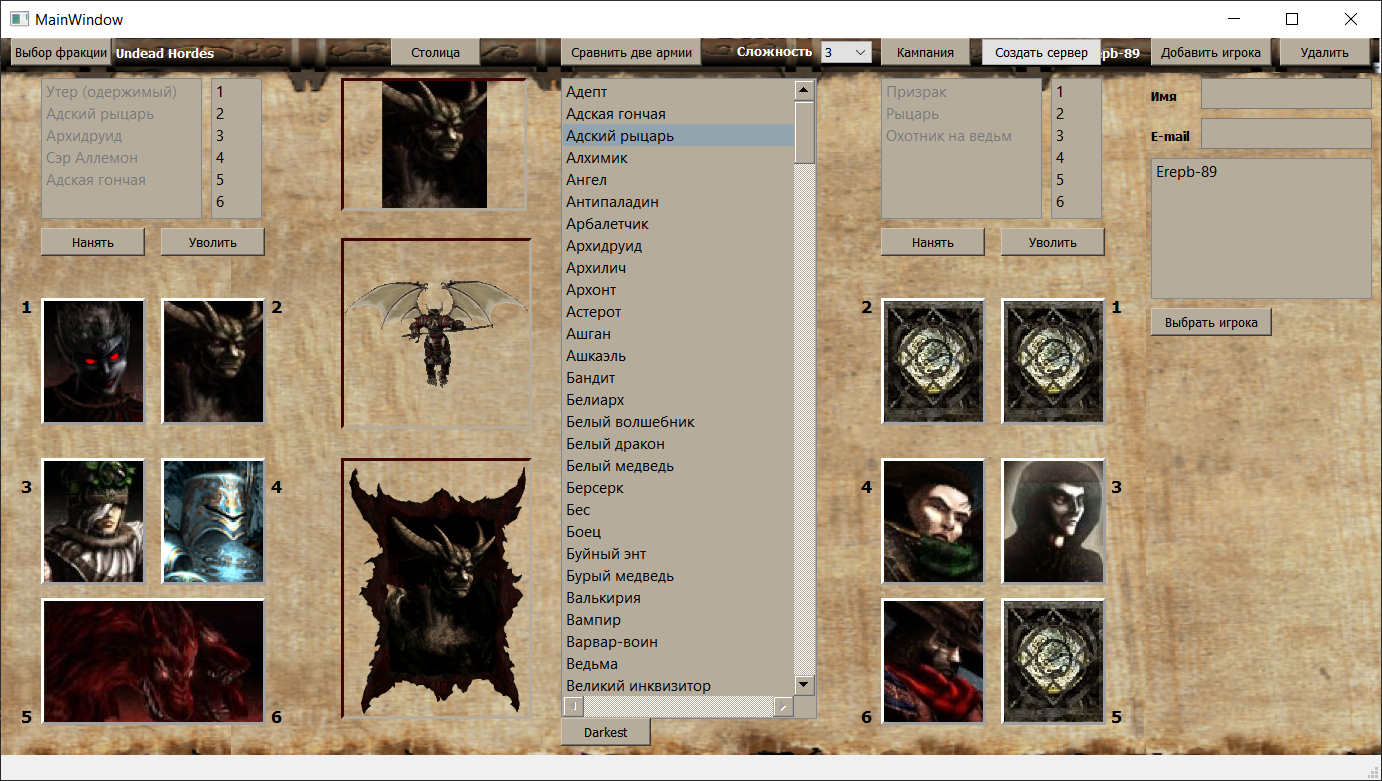 MainWindow
Выбор фракции Undead Hordes Столица Сравнить две армии Сложность 3 Кампания Создать сервер pb-89 Добавить игрока Удалить
Утер (одержимый)
Адский рыцарь
Архидруид
Сэр Аллемон
Адская гончая
1
2
3
4
5
6
Нанять Уволить
1 2
3 4
5 6
Адепт
Адская гончая
Адский рыцарь
Алхимик
Ангел
Антипаладин
Арбалетчик
Архидруид
Архилич
Архонт
Астерот
Ашган
Ашкаэль
Бандит
Белиарх
Белый волшебник
Белый дракон
Белый медведь
Берсерк
Бес
Боец
Буйный энт
Бурый медведь
Валькирия
Вампир
Варвар-воин
Ведьма
Великий инквизитор
Darkest
Призрак
Рыцарь
Охотник на ведьм
1
2
3
4
5
6
Нанять Уволить
2 1
4 3
6 5
Имя
E-mail
Erepb-89
Выбрать игрока